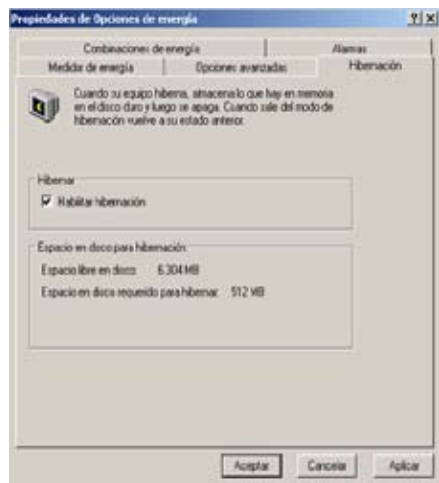 Propiedades de Opciones de energía
Combinaciones de energía
Alarmas
Medidor de energía
Opciones avanzadas
Hibernación
Cuando su equipo hiberna, almacena lo que hay en memoria
en el disco duro y luego se apaga. Cuando sale del modo de
hibernación vuelve a su estado anterior.
Hibernar
Habilitar hibernación
Espacio en disco para hibernación
Espacio libre en disco: 6.304 MB
Espacio en disco requerido para hibernar: 512 MB
Aceptar
Cancelar
Aplicar